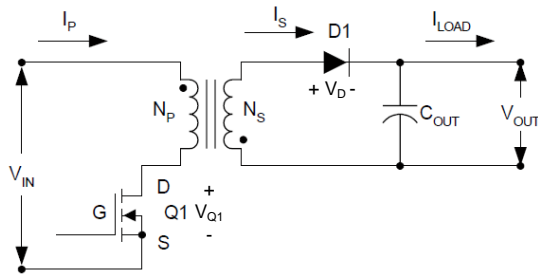 I_P
I_S
D1
I_LOAD
+ V_D -
N_P
N_S
C_OUT
V_OUT
V_IN
D
+
G
Q1
V_Q1
S
-